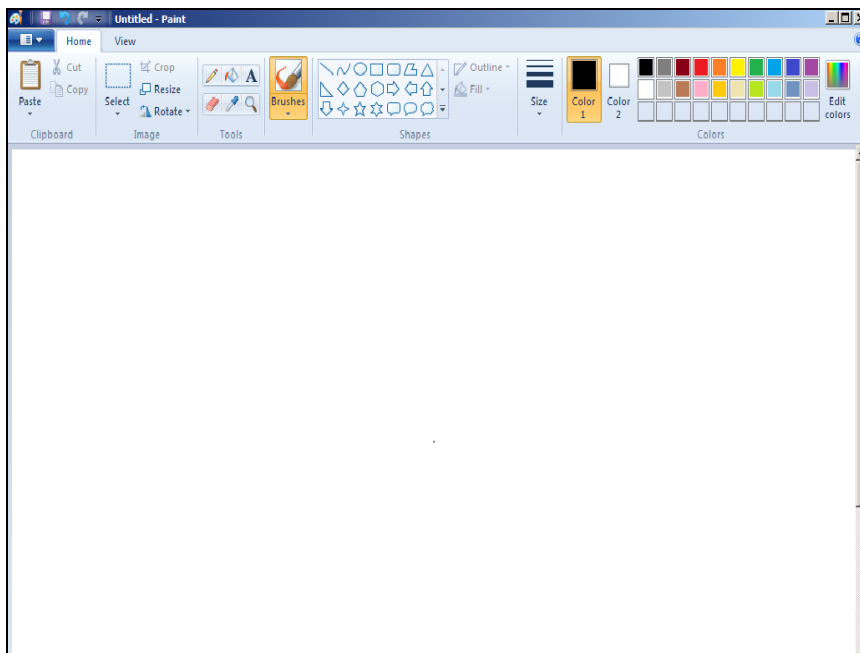 Untitled - Paint
Home View
Paste
Cut
Copy
Clipboard
Select
Crop
Resize
Rotate
Image
A
Tools
Brushes
Outline
Fill
Shapes
Size
Color 1
Color 2
Edit colors
Colors